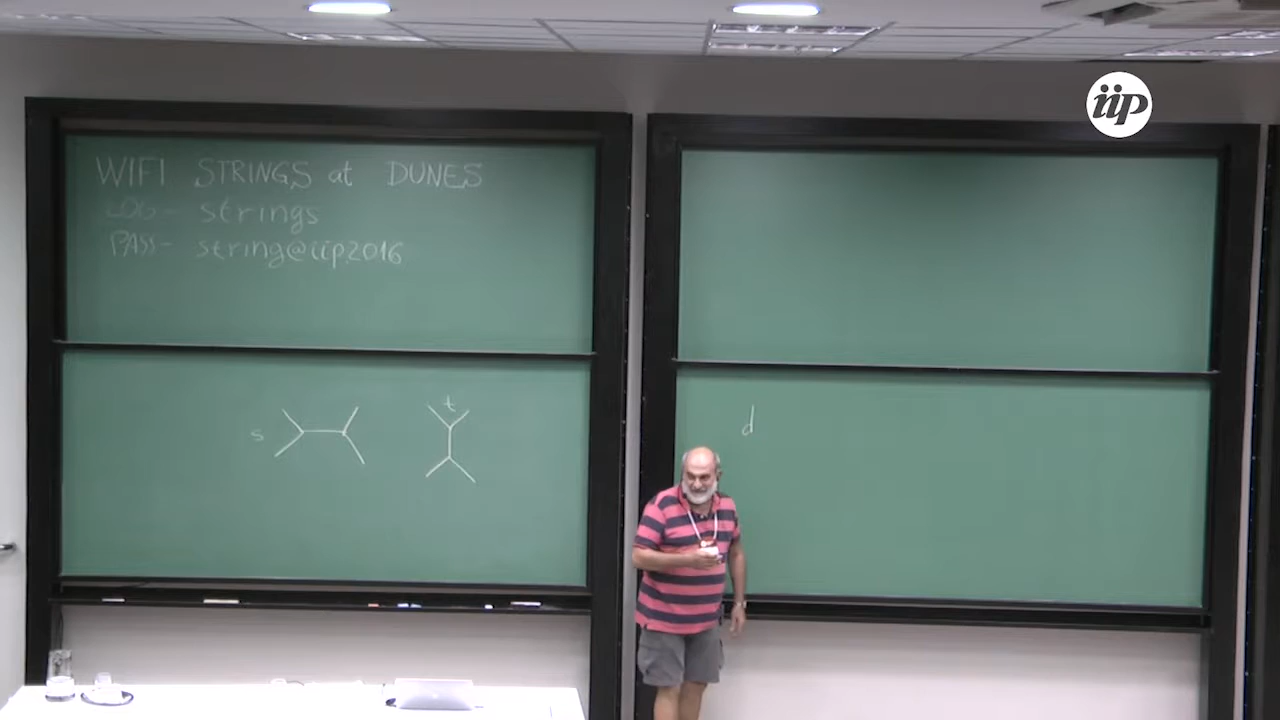 WIFI STRINGS at DUNES
LOG- strings
PASS- string@iip2016
s
t
d
iip